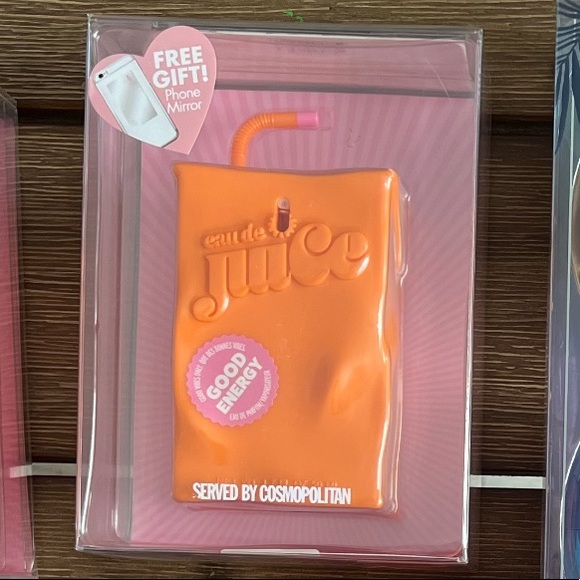 FREE
GIFT!
Phone
Mirror
eau de
juice
GOOD
ENERGY
SERVED BY COSMOPOLITAN